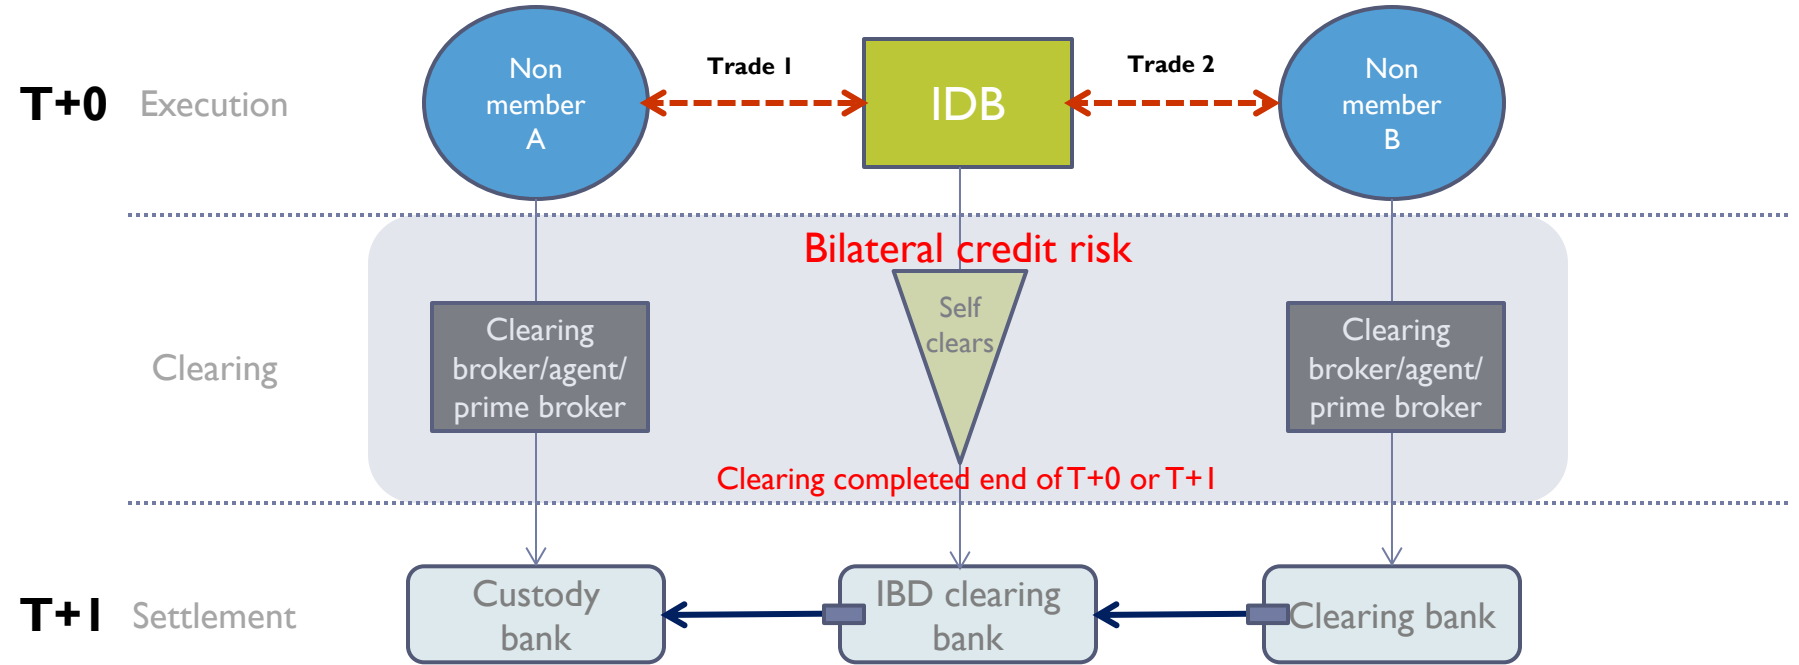 T+0
Execution
Non
member
A
Trade 1
IDB
Trade 2
Non
member
B
Bilateral credit risk
Clearing
Clearing
broker/agent/
prime broker
Self
clears
Clearing
broker/agent/
prime broker
Clearing completed end of T+0 or T+1
T+1
Settlement
Custody
bank
IBD clearing
bank
Clearing bank